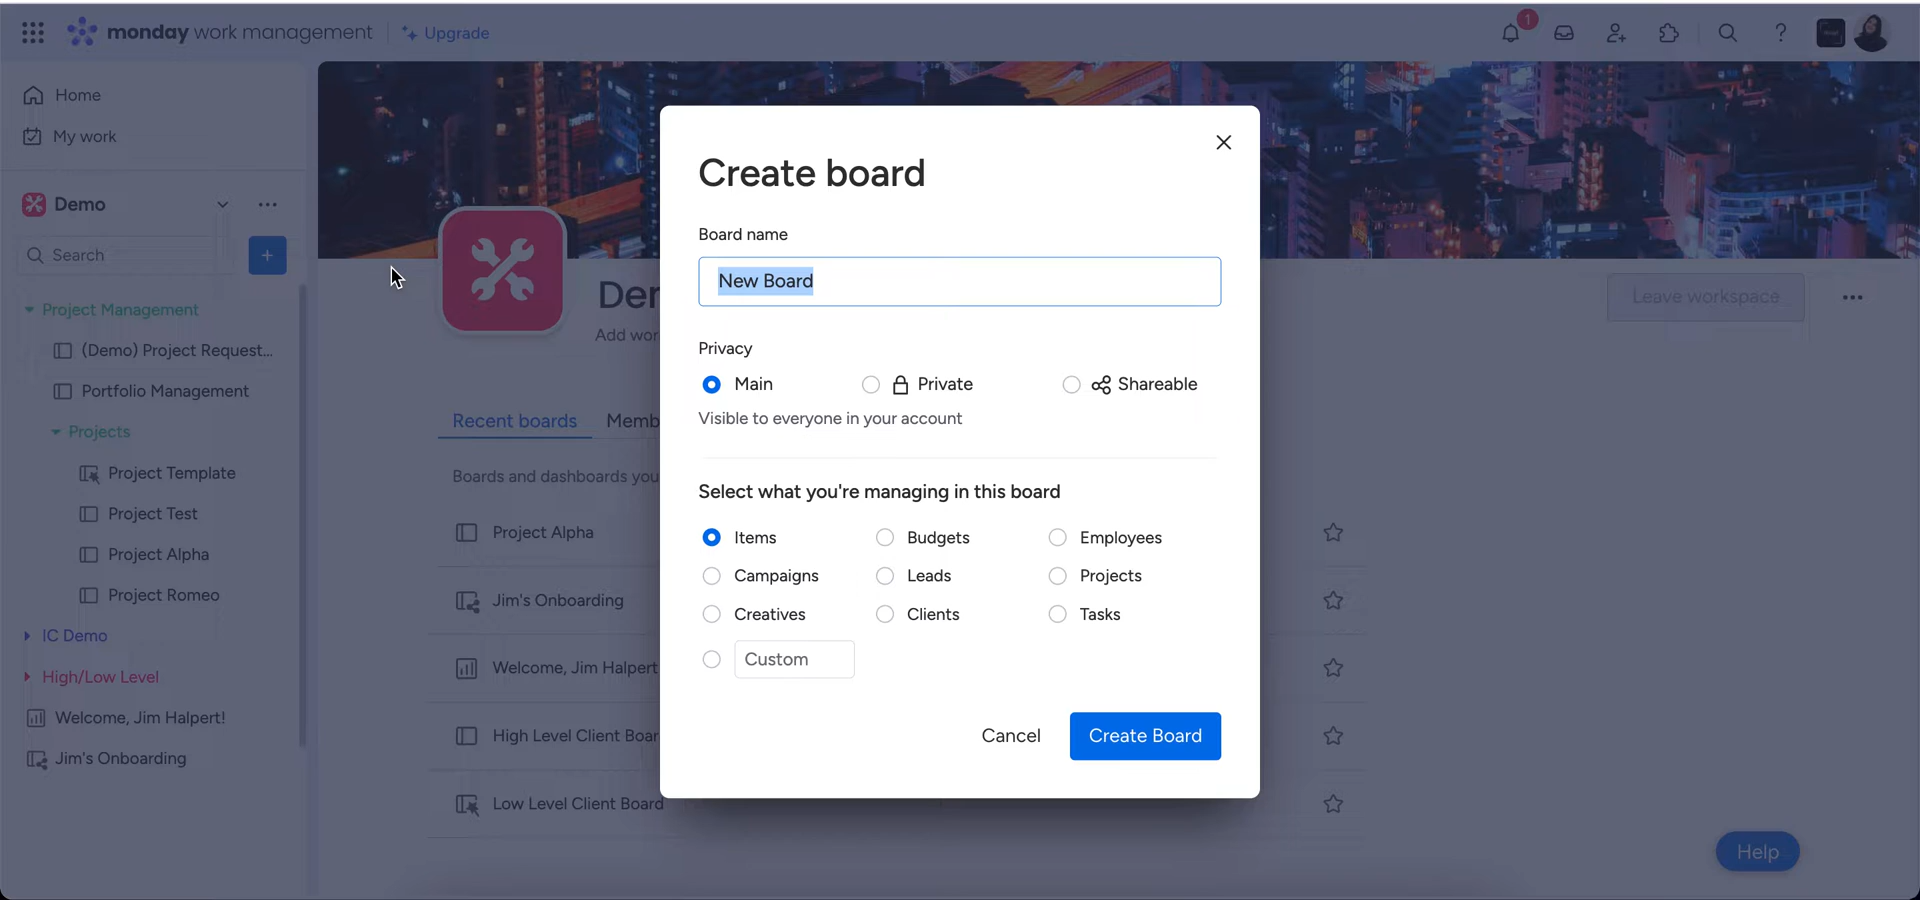 monday work management
Upgrade
1
Home
My work
Demo
Search
+
Project Management
(Demo) Project Request...
Portfolio Management
Projects
Project Template
Project Test
Project Alpha
Project Romeo
IC Demo
High/Low Level
Welcome, Jim Halpert!
Jim's Onboarding
Der
Add wor
Leave workspace
Recent boards
Memb
Boards and dashboards you
Project Alpha
Jim's Onboarding
Welcome, Jim Halpert
High Level Client Boar
Low Level Client Board
Create board
Board name
New Board
Privacy
Main
Private
Shareable
Visible to everyone in your account
Select what you're managing in this board
Items
Budgets
Employees
Campaigns
Leads
Projects
Creatives
Clients
Tasks
Custom
Cancel
Create Board
Help